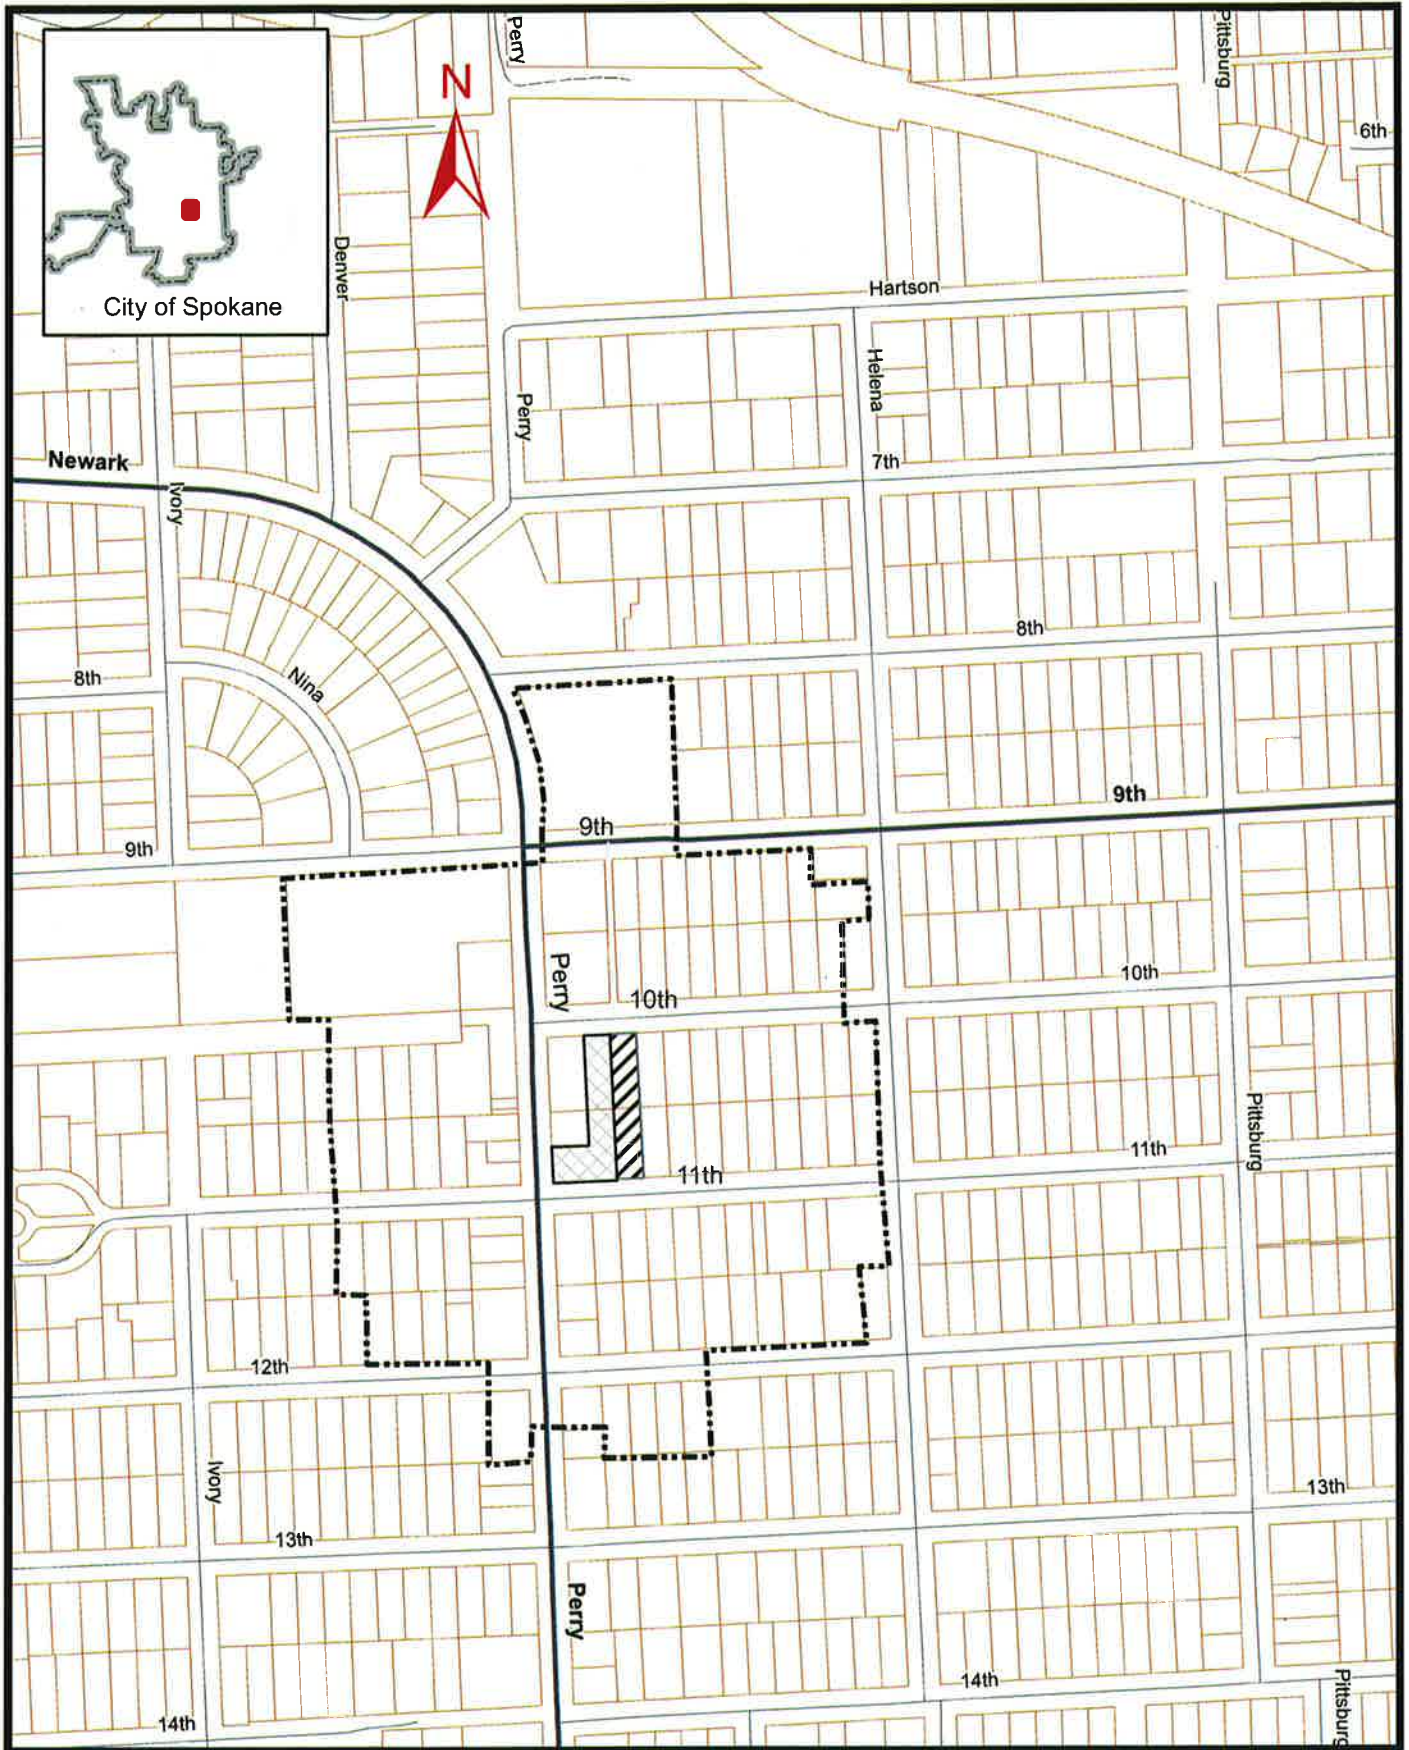 Perry
Pittsburg
N
6th
City of Spokane
Denver
Hartson
Helena
Perry
Newark
7th
Ivory
8th
8th
Nina
9th
9th
9th
Perry
10th
10th
Pittsburg
11th
11th
12th
Ivory
13th
13th
Perry
14th
Pittsburg
14th